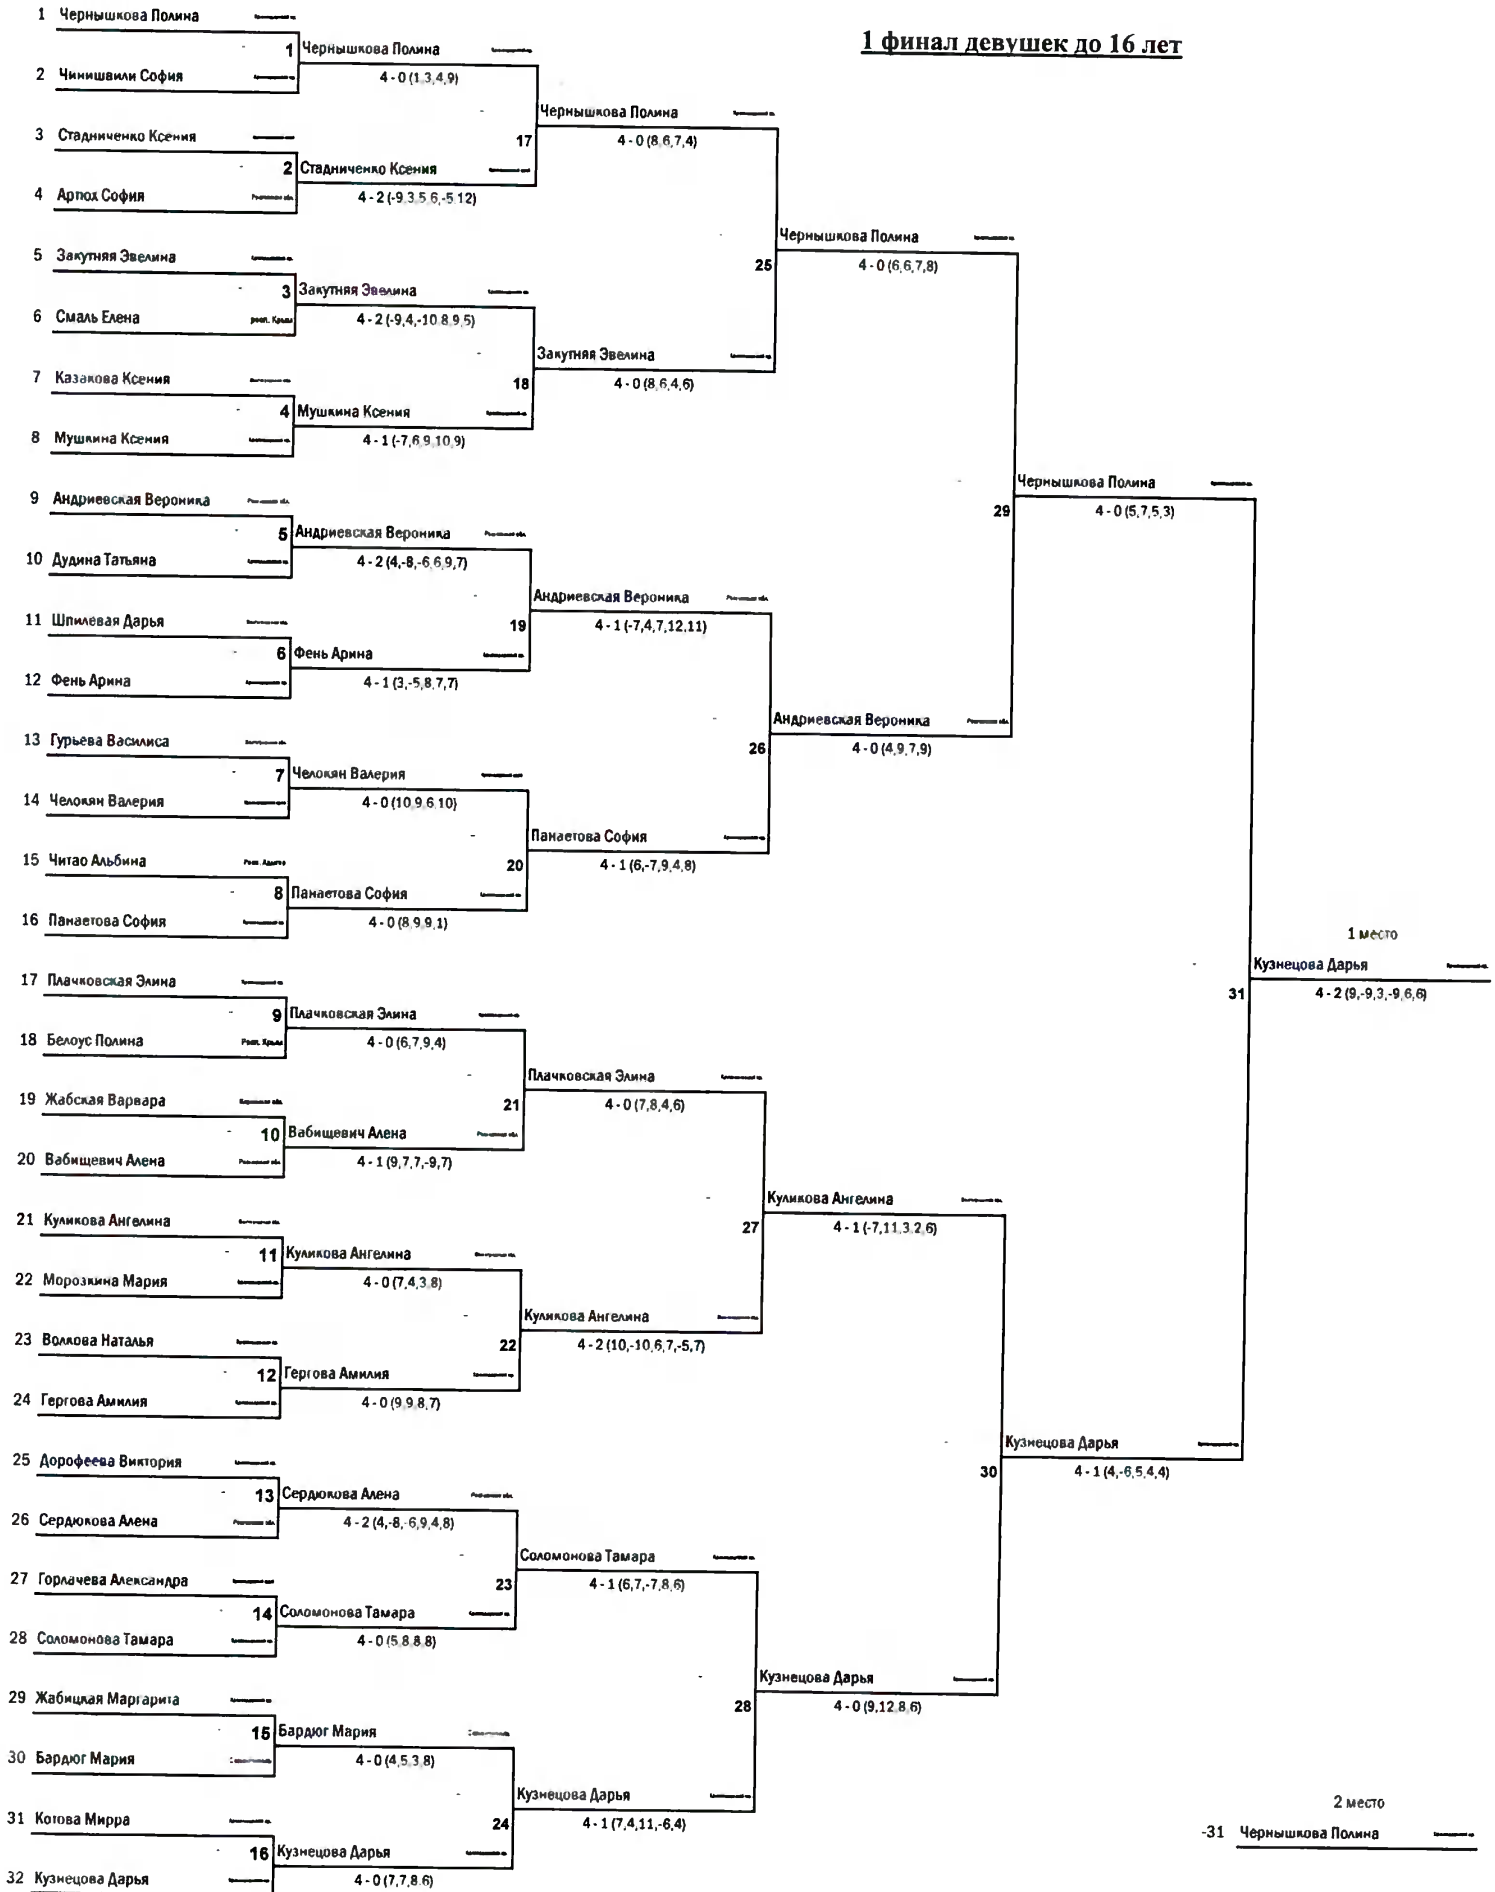 1 финал девушек до 16 лет
1 Чернышкова Полина
1 Чернышкова Полина
4 - 0 (1,3,4,9)
2 Чинишвили София
Чернышкова Полина
17
4 - 0 (8,6,7,4)
3 Стадниченко Ксения
2 Стадниченко Ксения
4 - 2 (-9,3,5,6,-5,12)
4 Арпох София
Чернышкова Полина
25
4 - 0 (6,6,7,8)
5 Закутняя Эвелина
3 Закутняя Эвелина
4 - 2 (-9,4,-10,8,9,5)
6 Смаль Елена респ. Крым
Закутняя Эвелина
18
4 - 0 (8,6,4,6)
7 Казакова Ксения
4 Мушкина Ксения
4 - 1 (-7,6,9,10,9)
8 Мушкина Ксения
Чернышкова Полина
29
4 - 0 (5,7,5,3)
9 Андриевская Вероника
5 Андриевская Вероника
4 - 2 (4,-8,-6,6,9,7)
10 Дудина Татьяна
Андриевская Вероника
19
4 - 1 (-7,4,7,12,11)
11 Шпилевая Дарья
6 Фень Арина
4 - 1 (3,-5,8,7,7)
12 Фень Арина
Андриевская Вероника
26
4 - 0 (4,9,7,9)
13 Гурьева Василиса
7 Челокян Валерия
4 - 0 (10,9,6,10)
14 Челокян Валерия
Панаетова София
20
4 - 1 (6,-7,9,4,8)
15 Читао Альбина
8 Панаетова София
4 - 0 (8,9,9,1)
16 Панаетова София
1 место
Кузнецова Дарья
31
4 - 2 (9,-9,3,-9,6,6)
17 Плачковская Элина
9 Плачковская Элина
4 - 0 (6,7,9,4)
18 Белоус Полина Респ. Крым
Плачковская Элина
21
4 - 0 (7,8,4,6)
19 Жабская Варвара
10 Вабищевич Алена
4 - 1 (9,7,7,-9,7)
20 Вабищевич Алена
Куликова Ангелина
27
4 - 1 (-7,11,3,2,6)
21 Куликова Ангелина
11 Куликова Ангелина
4 - 0 (7,4,3,8)
22 Морозкина Мария
Куликова Ангелина
22
4 - 2 (10,-10,6,7,-5,7)
23 Волкова Наталья
12 Гергова Амилия
4 - 0 (9,9,8,7)
24 Гергова Амилия
Кузнецова Дарья
30
4 - 1 (4,-6,5,4,4)
25 Дорофеева Виктория
13 Сердюкова Алена
4 - 2 (4,-8,-6,9,4,8)
26 Сердюкова Алена
Соломонова Тамара
23
4 - 1 (6,7,-7,8,6)
27 Горлачева Александра
14 Соломонова Тамара
4 - 0 (5,8,8,8)
28 Соломонова Тамара
Кузнецова Дарья
28
4 - 0 (9,12,8,6)
29 Жабицкая Маргарита
15 Бардюг Мария
4 - 0 (4,5,3,8)
30 Бардюг Мария
Кузнецова Дарья
24
4 - 1 (7,4,11,-6,4)
31 Котова Мирра
16 Кузнецова Дарья
4 - 0 (7,7,8,6)
32 Кузнецова Дарья
2 место
-31 Чернышкова Полина